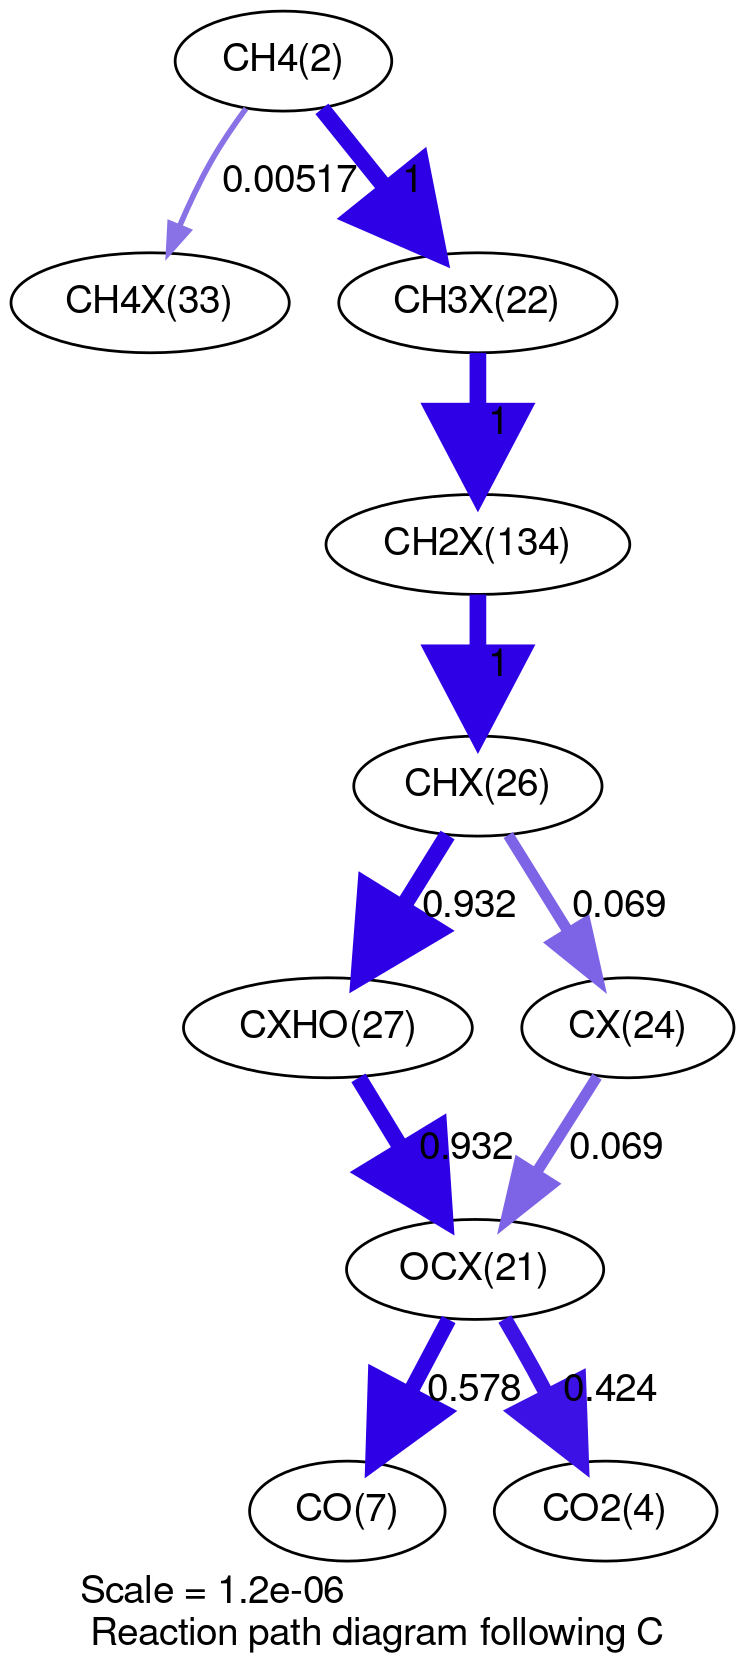 CH4(2)
0.00517
1
CH4X(33)
CH3X(22)
1
CH2X(134)
1
CHX(26)
0.932
0.069
CXHO(27)
CX(24)
0.932
0.069
OCX(21)
0.578
0.424
CO(7)
CO2(4)
Scale = 1.2e-06
Reaction path diagram following C